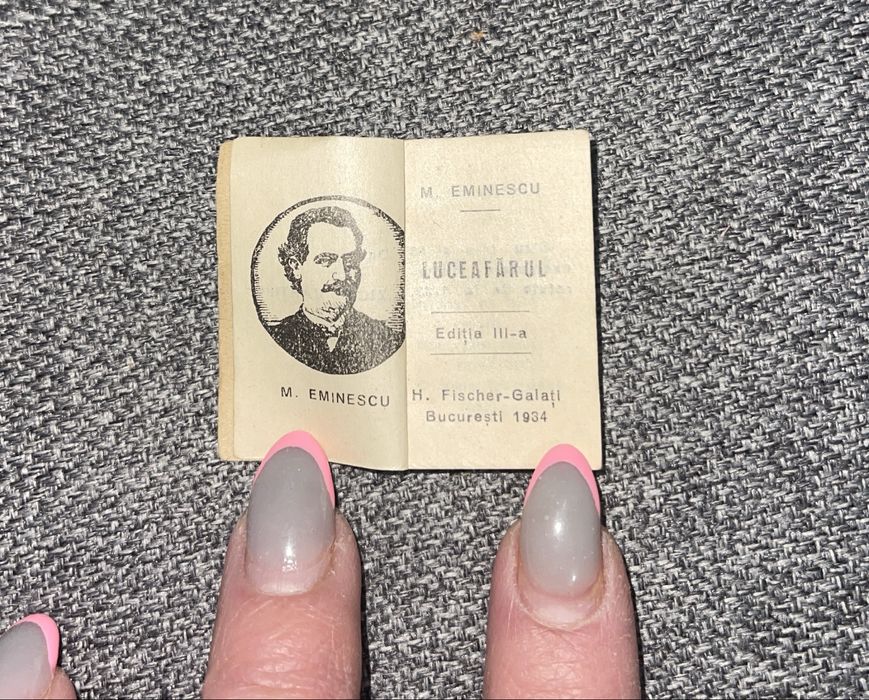 M. EMINESCU
M. EMINESCU
LUCEAFĂRUL
Ediția III-a
H. Fischer-Galați
București 1934